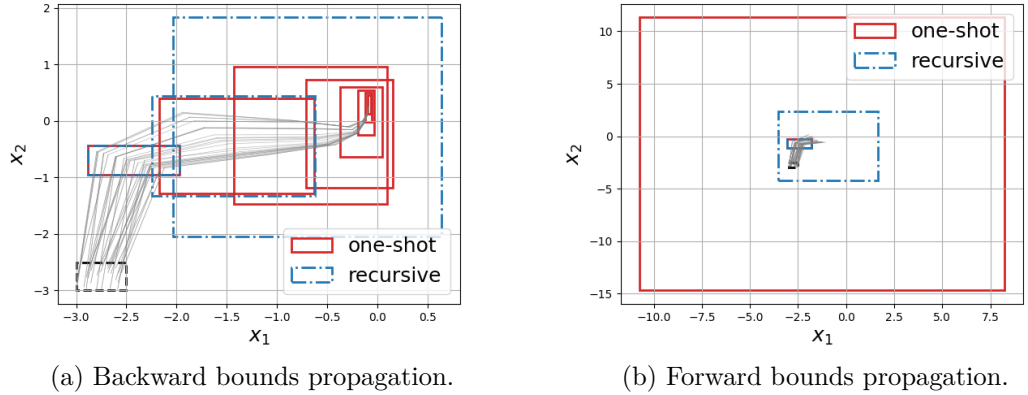 2
1
0
−1
−2
−3
x₂
−3.0 −2.5 −2.0 −1.5 −1.0 −0.5 0.0 0.5
x₁
one-shot
recursive
(a) Backward bounds propagation.
10
5
0
−5
−10
−15
x₂
−10.0 −7.5 −5.0 −2.5 0.0 2.5 5.0 7.5
x₁
one-shot
recursive
(b) Forward bounds propagation.